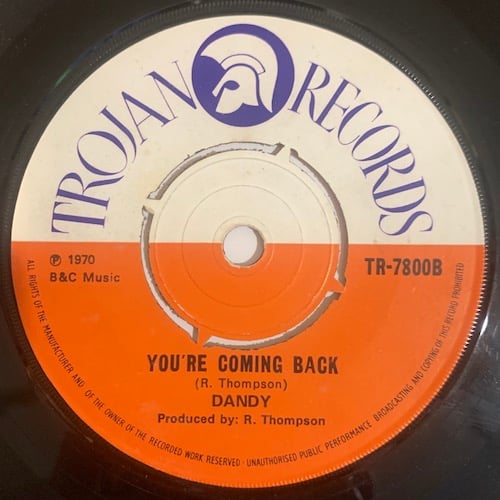 TROJAN RECORDS
℗ 1970
B&C Music
TR-7800B
YOU'RE COMING BACK
(R. Thompson)
DANDY
Produced by: R. Thompson
ALL RIGHTS OF THE MANUFACTURER AND OF THE OWNER OF THE RECORDED WORK RESERVED · UNAUTHORISED PUBLIC PERFORMANCE BROADCASTING AND COPYING OF THIS RECORD PROHIBITED